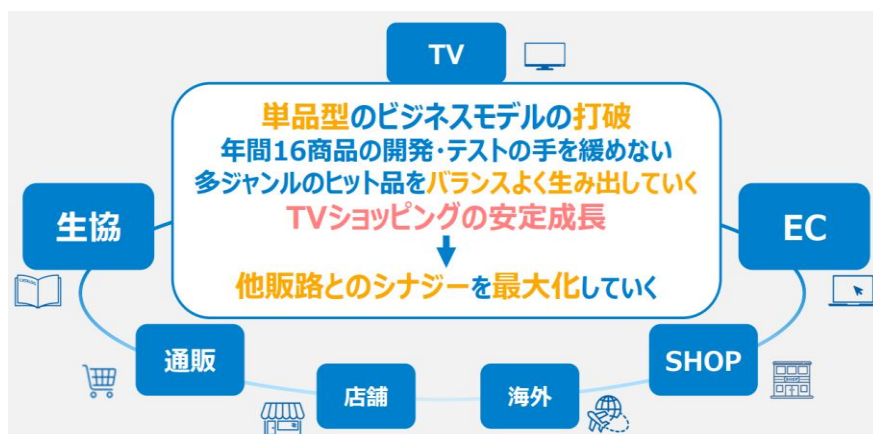 TV
単品型のビジネスモデルの打破
年間16商品の開発・テストの手を緩めない
多ジャンルのヒット品をバランスよく生み出していく
TVショッピングの安定成長
他販路とのシナジーを最大化していく
生協
EC
通販
店舗
海外
SHOP